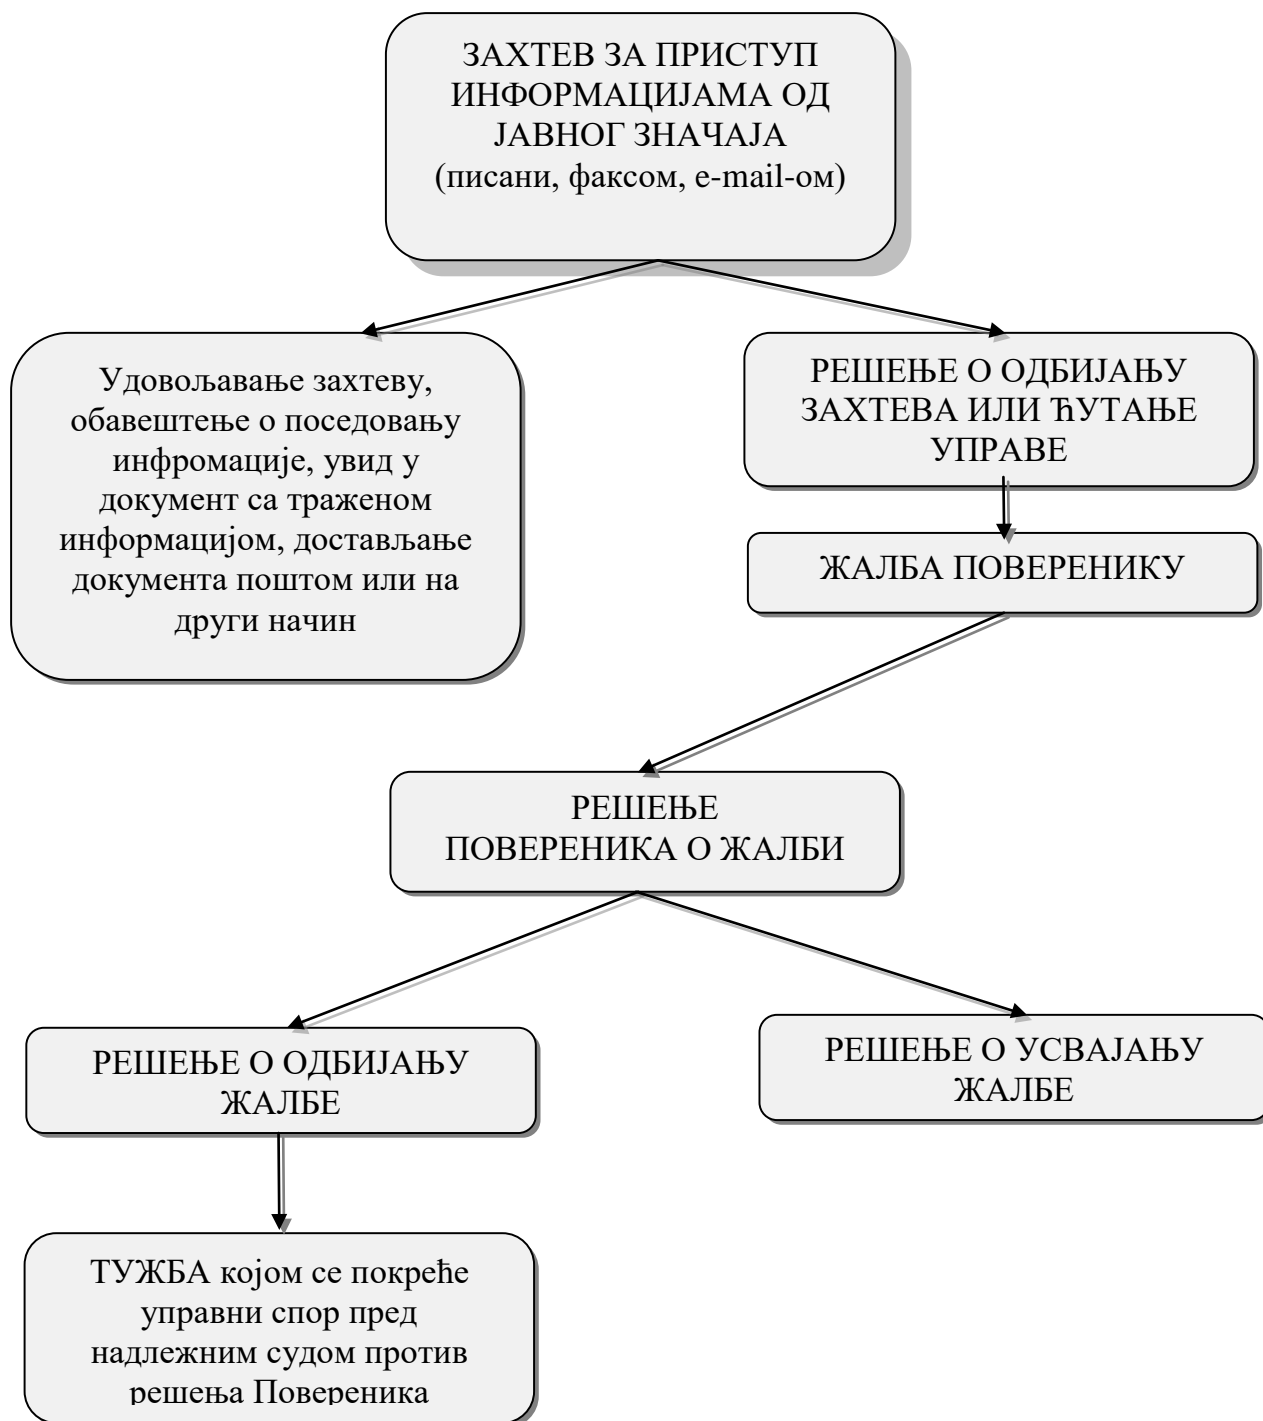 ЗАХТЕВ ЗА ПРИСТУП
ИНФОРМАЦИЈАМА ОД
ЈАВНОГ ЗНАЧАЈА
(писани, факсом, e-mail-ом)
Удовољавање захтеву,
обавештење о поседовању
инфромације, увид у
документ са траженом
информацијом, достављање
документа поштом или на
други начин
РЕШЕЊЕ О ОДБИЈАЊУ
ЗАХТЕВА ИЛИ ЋУТАЊЕ
УПРАВЕ
ЖАЛБА ПОВЕРЕНИКУ
РЕШЕЊЕ
ПОВЕРЕНИКА О ЖАЛБИ
РЕШЕЊЕ О ОДБИЈАЊУ
ЖАЛБЕ
РЕШЕЊЕ О УСВАЈАЊУ
ЖАЛБЕ
ТУЖБА којом се покреће
управни спор пред
надлежним судом против
решења Повереника